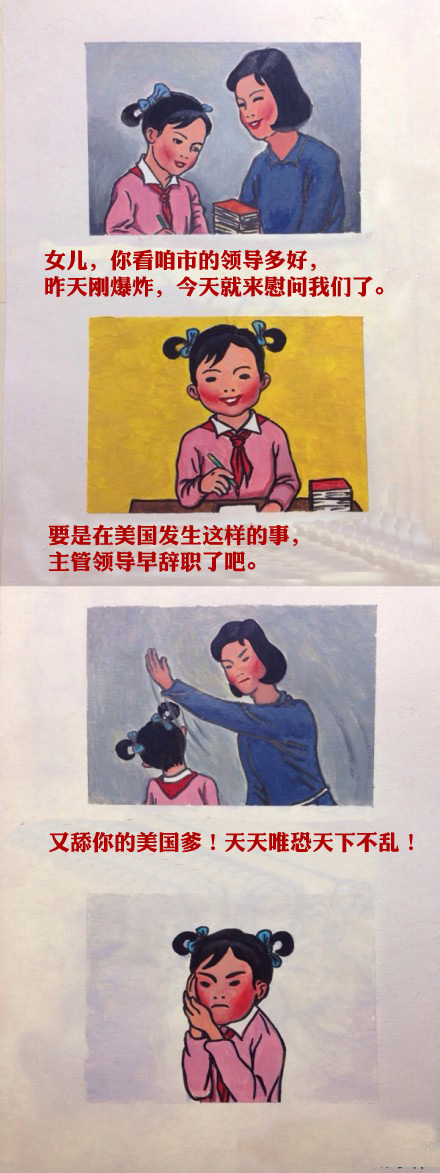 女儿，你看咱市的领导多好，
昨天刚爆炸，今天就来慰问我们了。
要是在美国发生这样的事，
主管领导早辞职了吧。
又舔你的美国爹！天天唯恐天下不乱！